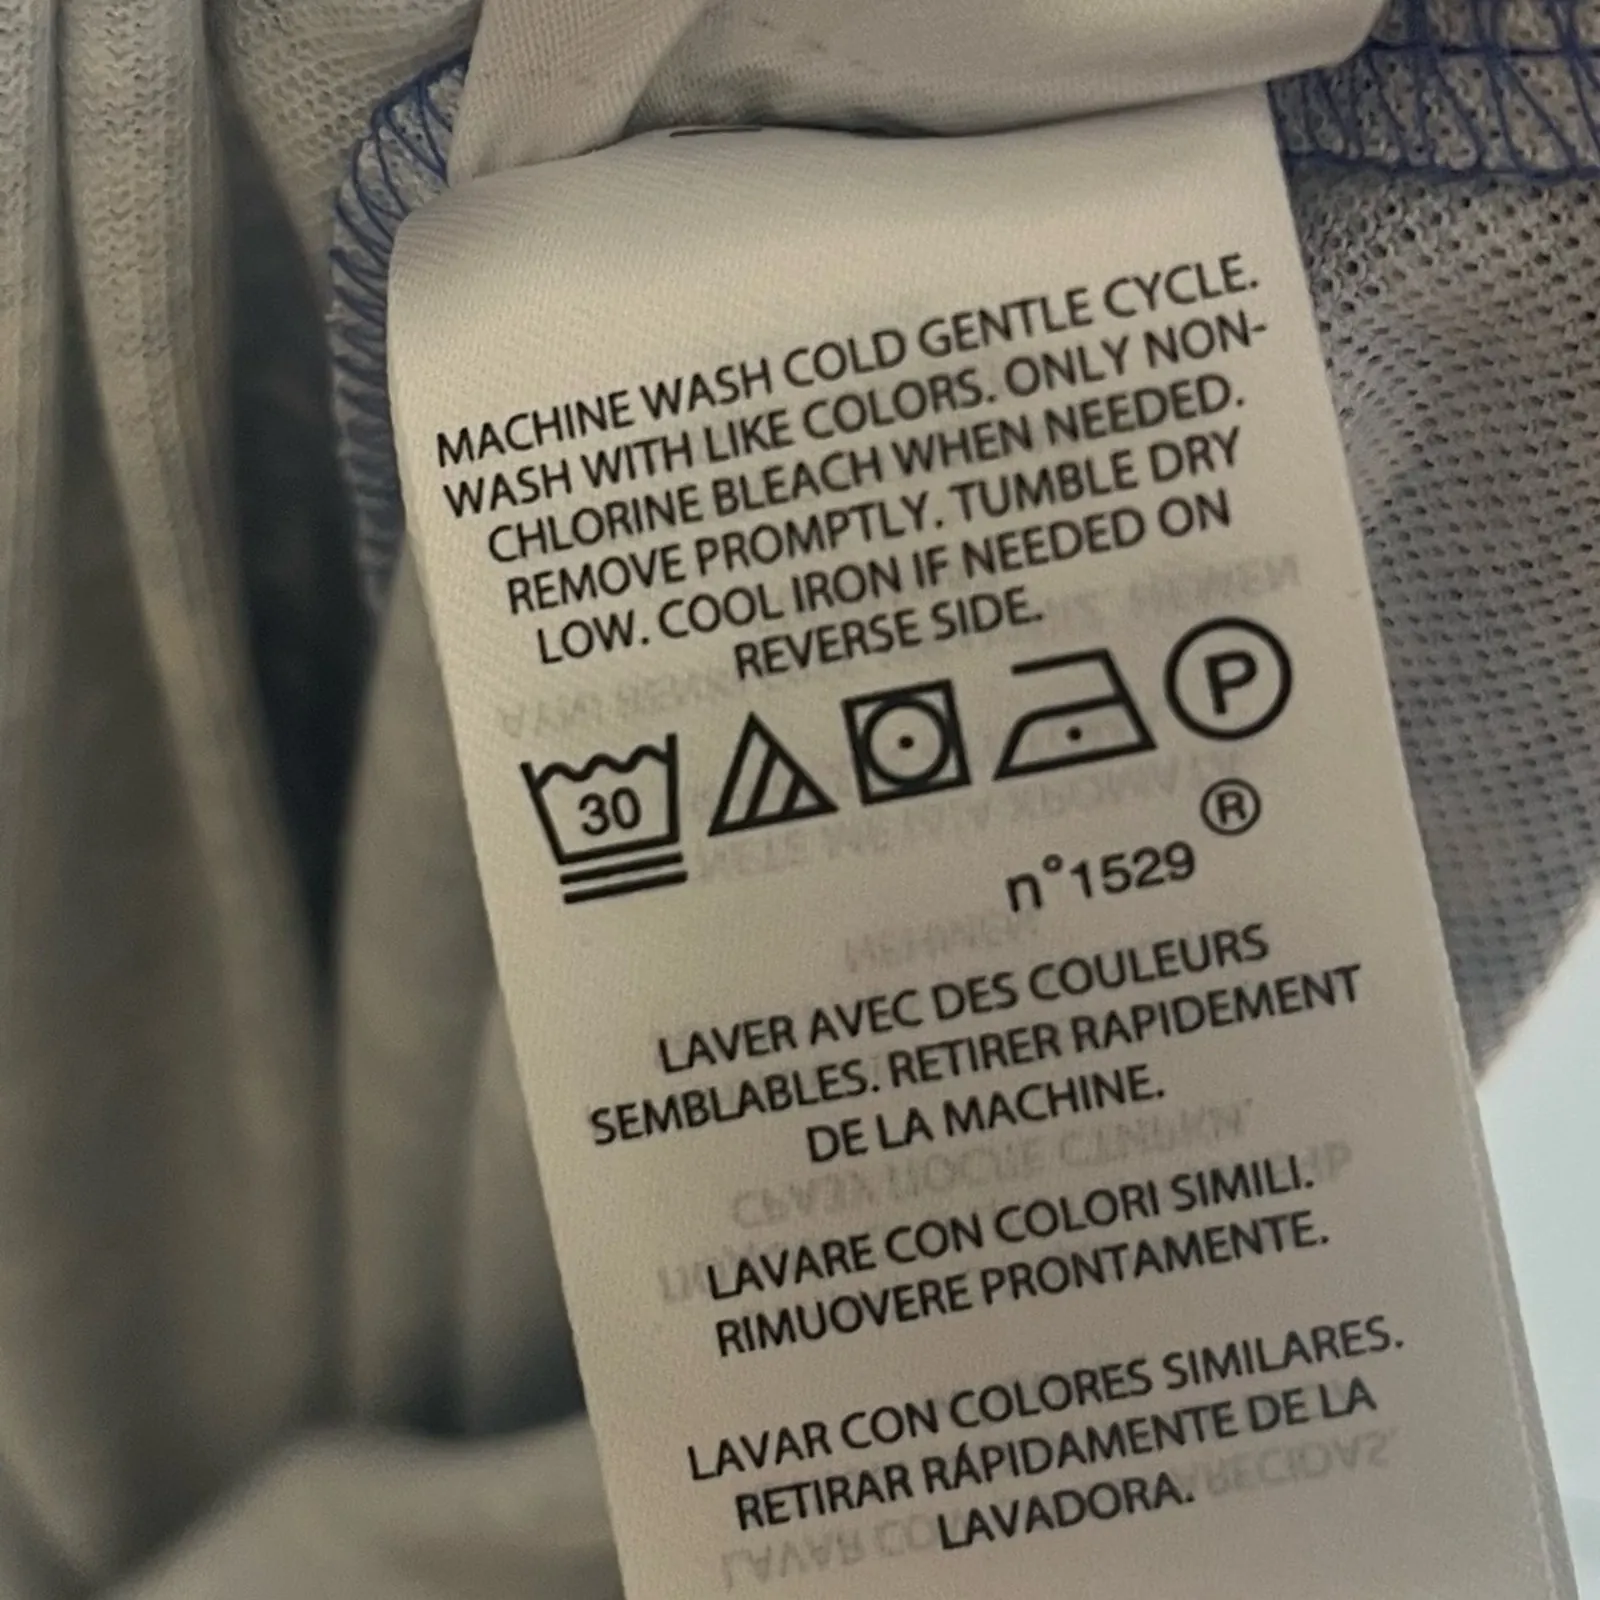 MACHINE WASH COLD GENTLE CYCLE.
WASH WITH LIKE COLORS. ONLY NON-
CHLORINE BLEACH WHEN NEEDED.
REMOVE PROMPTLY. TUMBLE DRY
LOW. COOL IRON IF NEEDED ON
REVERSE SIDE.
30 P
®
n°1529
LAVER AVEC DES COULEURS
SEMBLABLES. RETIRER RAPIDEMENT
DE LA MACHINE.
LAVARE CON COLORI SIMILI.
RIMUOVERE PRONTAMENTE.
LAVAR CON COLORES SIMILARES.
RETIRAR RÁPIDAMENTE DE LA
LAVADORA.